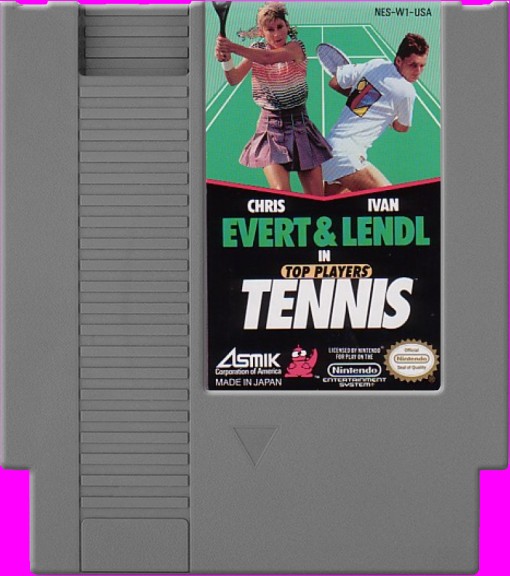 NES-W1-USA
CHRIS IVAN
EVERT & LENDL
IN
TOP PLAYERS'
TENNIS
ASMIK
Corporation of America
MADE IN JAPAN
LICENSED BY NINTENDO®
FOR PLAY ON THE
Nintendo®
ENTERTAINMENT
SYSTEM®
Official
Nintendo
Seal of Quality